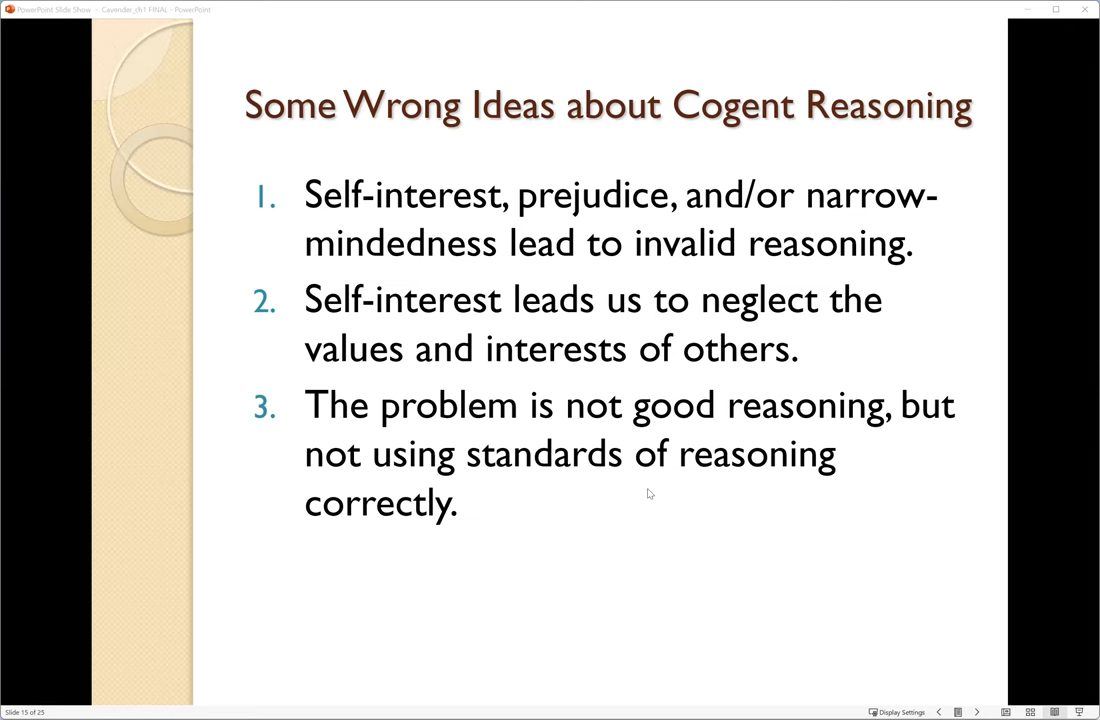 PowerPoint Slide Show - Cavender_ch1 FINAL - PowerPoint
Some Wrong Ideas about Cogent Reasoning
1. Self-interest, prejudice, and/or narrow-
mindedness lead to invalid reasoning.
2. Self-interest leads us to neglect the
values and interests of others.
3. The problem is not good reasoning, but
not using standards of reasoning
correctly.
Slide 15 of 25
Display Settings